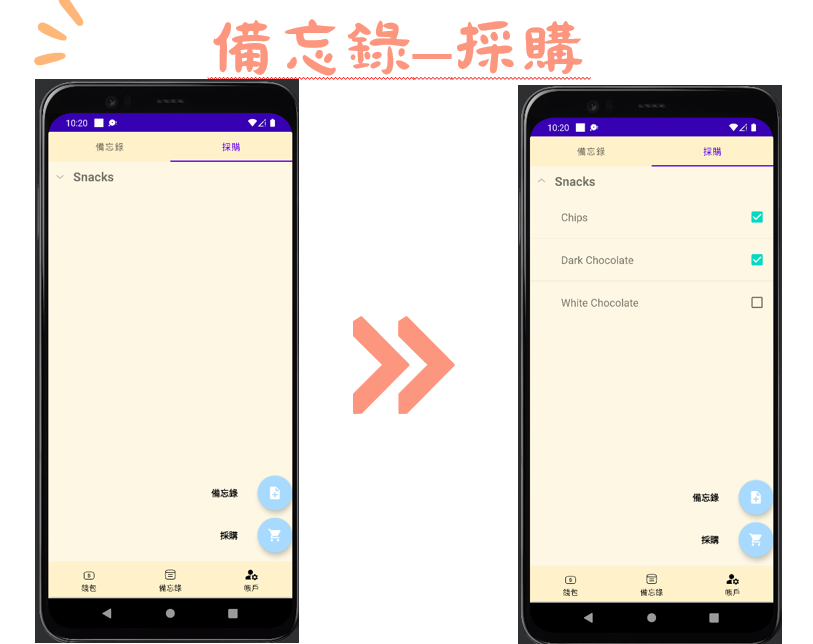 備忘錄—採購
10:20
備忘錄 採購
Snacks
備忘錄
採購
錢包 備忘錄 帳戶
10:20
備忘錄 採購
Snacks
Chips
Dark Chocolate
White Chocolate
備忘錄
採購
錢包 備忘錄 帳戶